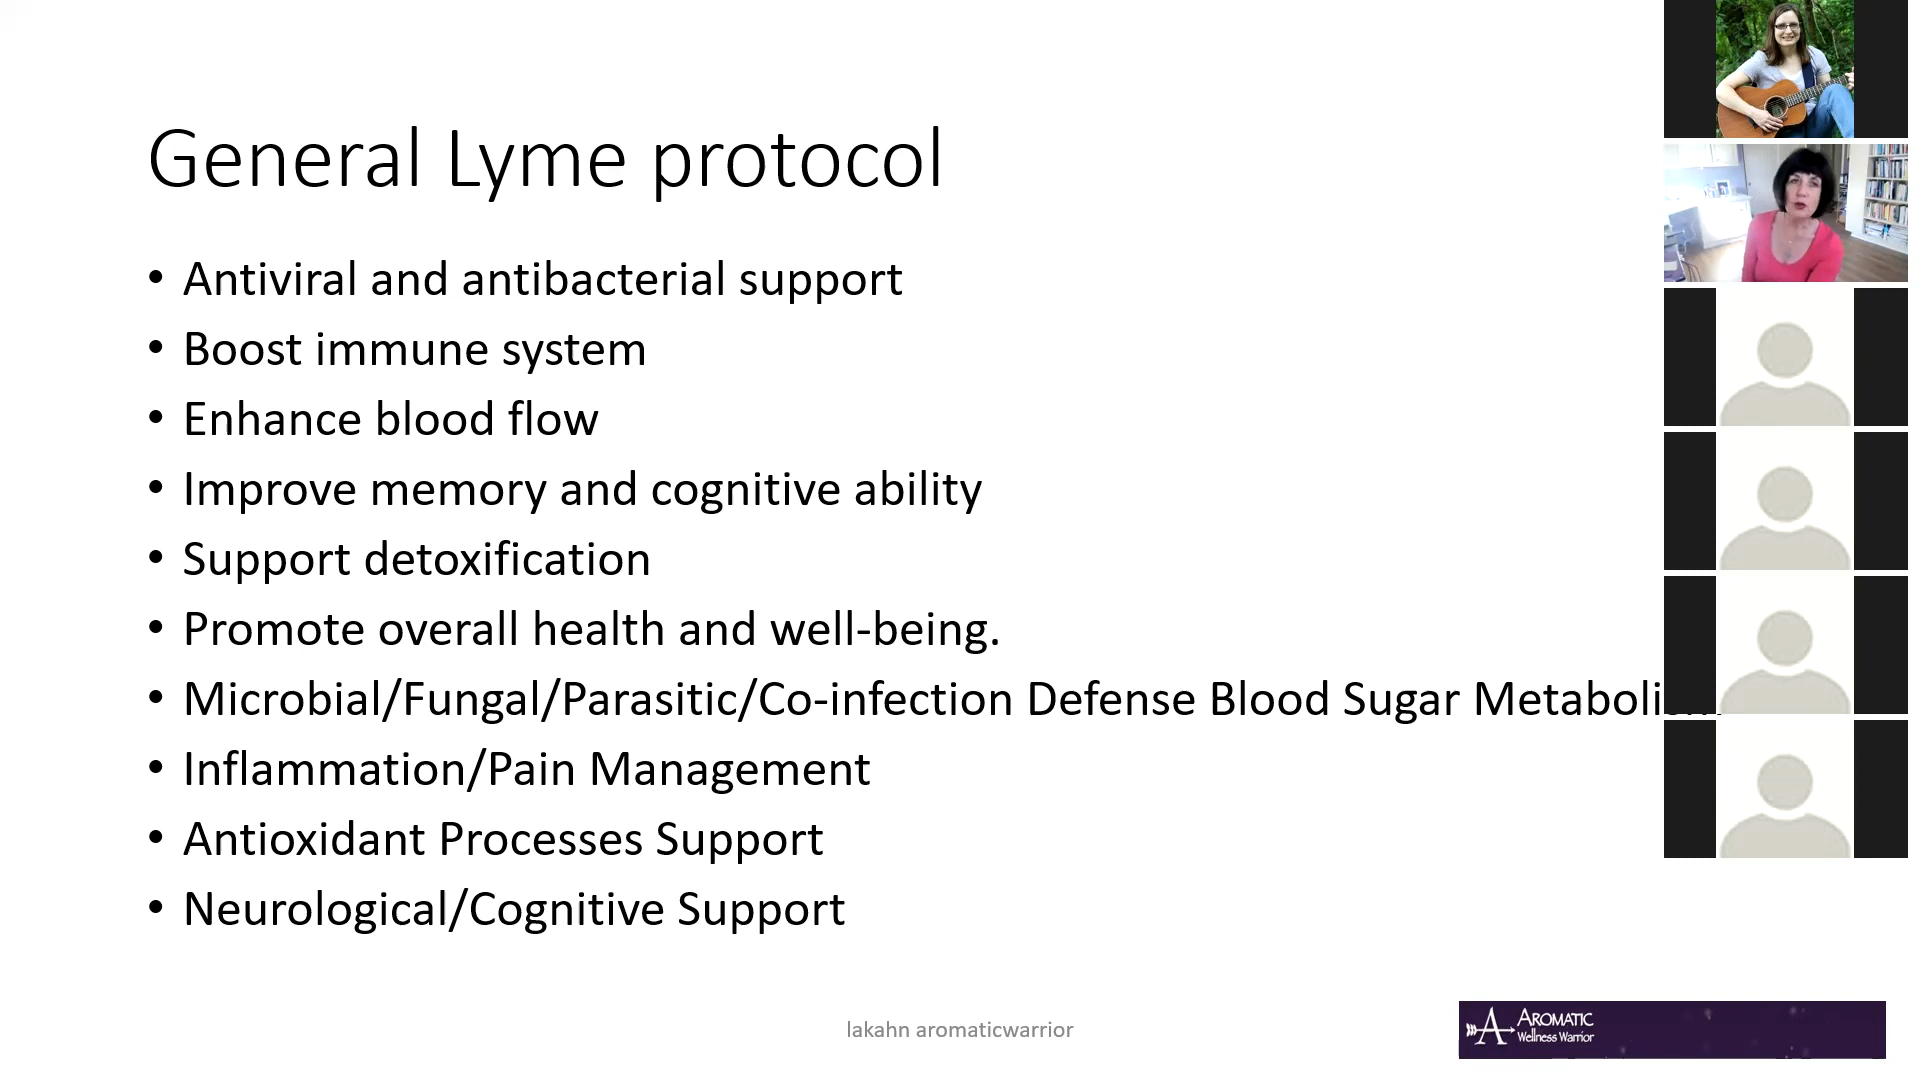 General Lyme protocol
• Antiviral and antibacterial support
• Boost immune system
• Enhance blood flow
• Improve memory and cognitive ability
• Support detoxification
• Promote overall health and well-being.
• Microbial/Fungal/Parasitic/Co-infection Defense Blood Sugar
• Inflammation/Pain Management
• Antioxidant Processes Support
• Neurological/Cognitive Support
lakahn aromaticwarrior
AROMATIC
Wellness Warrior